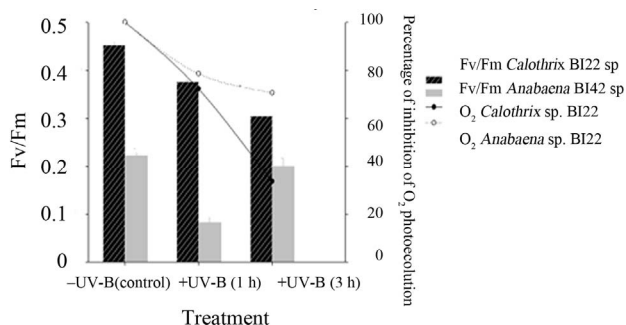 0.5
0.4
0.3
0.2
0.1
0
Fv/Fm
100
80
60
40
20
0
Percentage of inhibition of O2 photoecolution
−UV-B(control) +UV-B (1 h) +UV-B (3 h)
Treatment
Fv/Fm Calothrix BI22 sp
Fv/Fm Anabaena BI42 sp
O2 Calothrix sp. BI22
O2 Anabaena sp. BI22